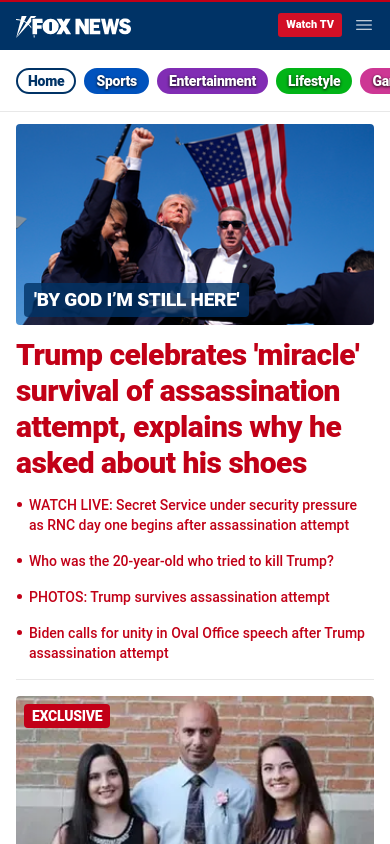 FOX NEWS
Watch TV
Home
Sports
Entertainment
Lifestyle
'BY GOD I’M STILL HERE'
Trump celebrates 'miracle'
survival of assassination
attempt, explains why he
asked about his shoes
WATCH LIVE: Secret Service under security pressure
as RNC day one begins after assassination attempt
Who was the 20-year-old who tried to kill Trump?
PHOTOS: Trump survives assassination attempt
Biden calls for unity in Oval Office speech after Trump
assassination attempt
EXCLUSIVE